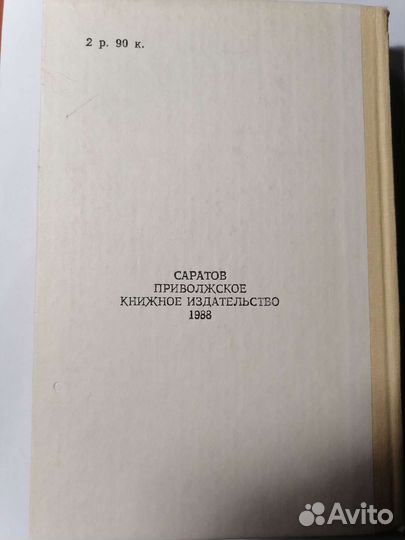 2 р. 90 к.
САРАТОВ
ПРИВОЛЖСКОЕ
КНИЖНОЕ ИЗДАТЕЛЬСТВО
1988
Avito